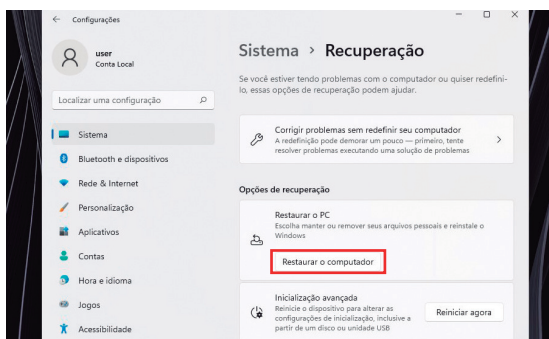 Configurações
user
Conta Local
Localizar uma configuração
Sistema
Bluetooth e dispositivos
Rede & Internet
Personalização
Aplicativos
Contas
Hora e idioma
Jogos
Acessibilidade
Sistema > Recuperação
Se você estiver tendo problemas com o computador ou quiser redefini-
lo, essas opções de recuperação podem ajudar.
Corrigir problemas sem redefinir seu computador
A redefinição pode demorar um pouco — primeiro, tente
resolver problemas executando uma solução de problemas
Opções de recuperação
Restaurar o PC
Escolha manter ou remover seus arquivos pessoais e reinstale o
Windows
Restaurar o computador
Inicialização avançada
Reinicie o dispositivo para alterar as
configurações de inicialização, inclusive a
partir de um disco ou unidade USB
Reiniciar agora